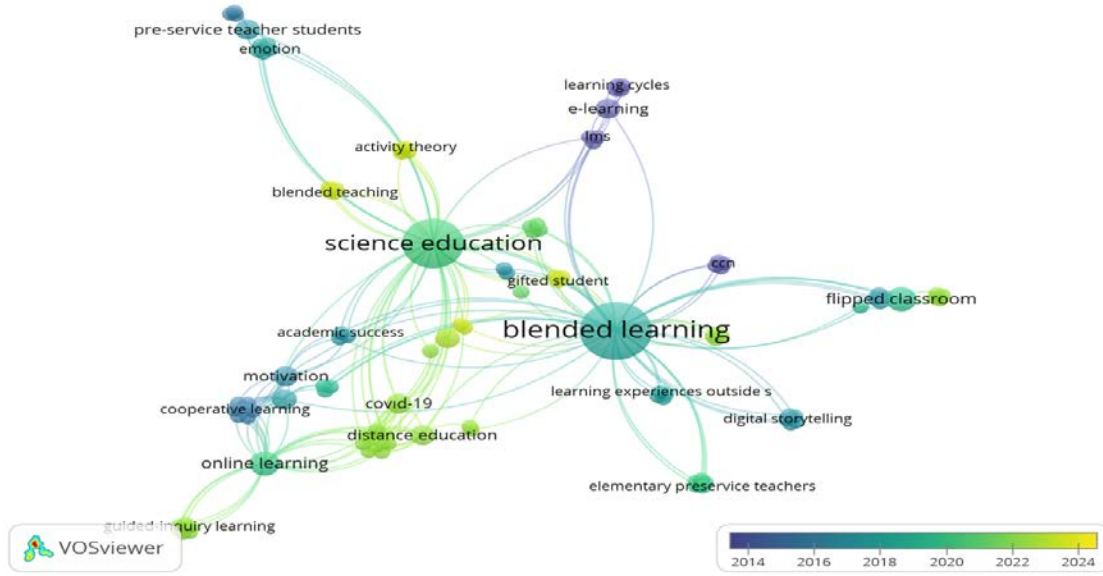 pre-service teacher students
emotion
learning cycles
e-learning
lms
activity theory
blended teaching
science education
ccn
gifted student
flipped classroom
blended learning
academic success
motivation
learning experiences outside s
cooperative learning
covid-19
digital storytelling
distance education
online learning
elementary preservice teachers
guided-inquiry learning
VOSviewer
2014 2016 2018 2020 2022 2024